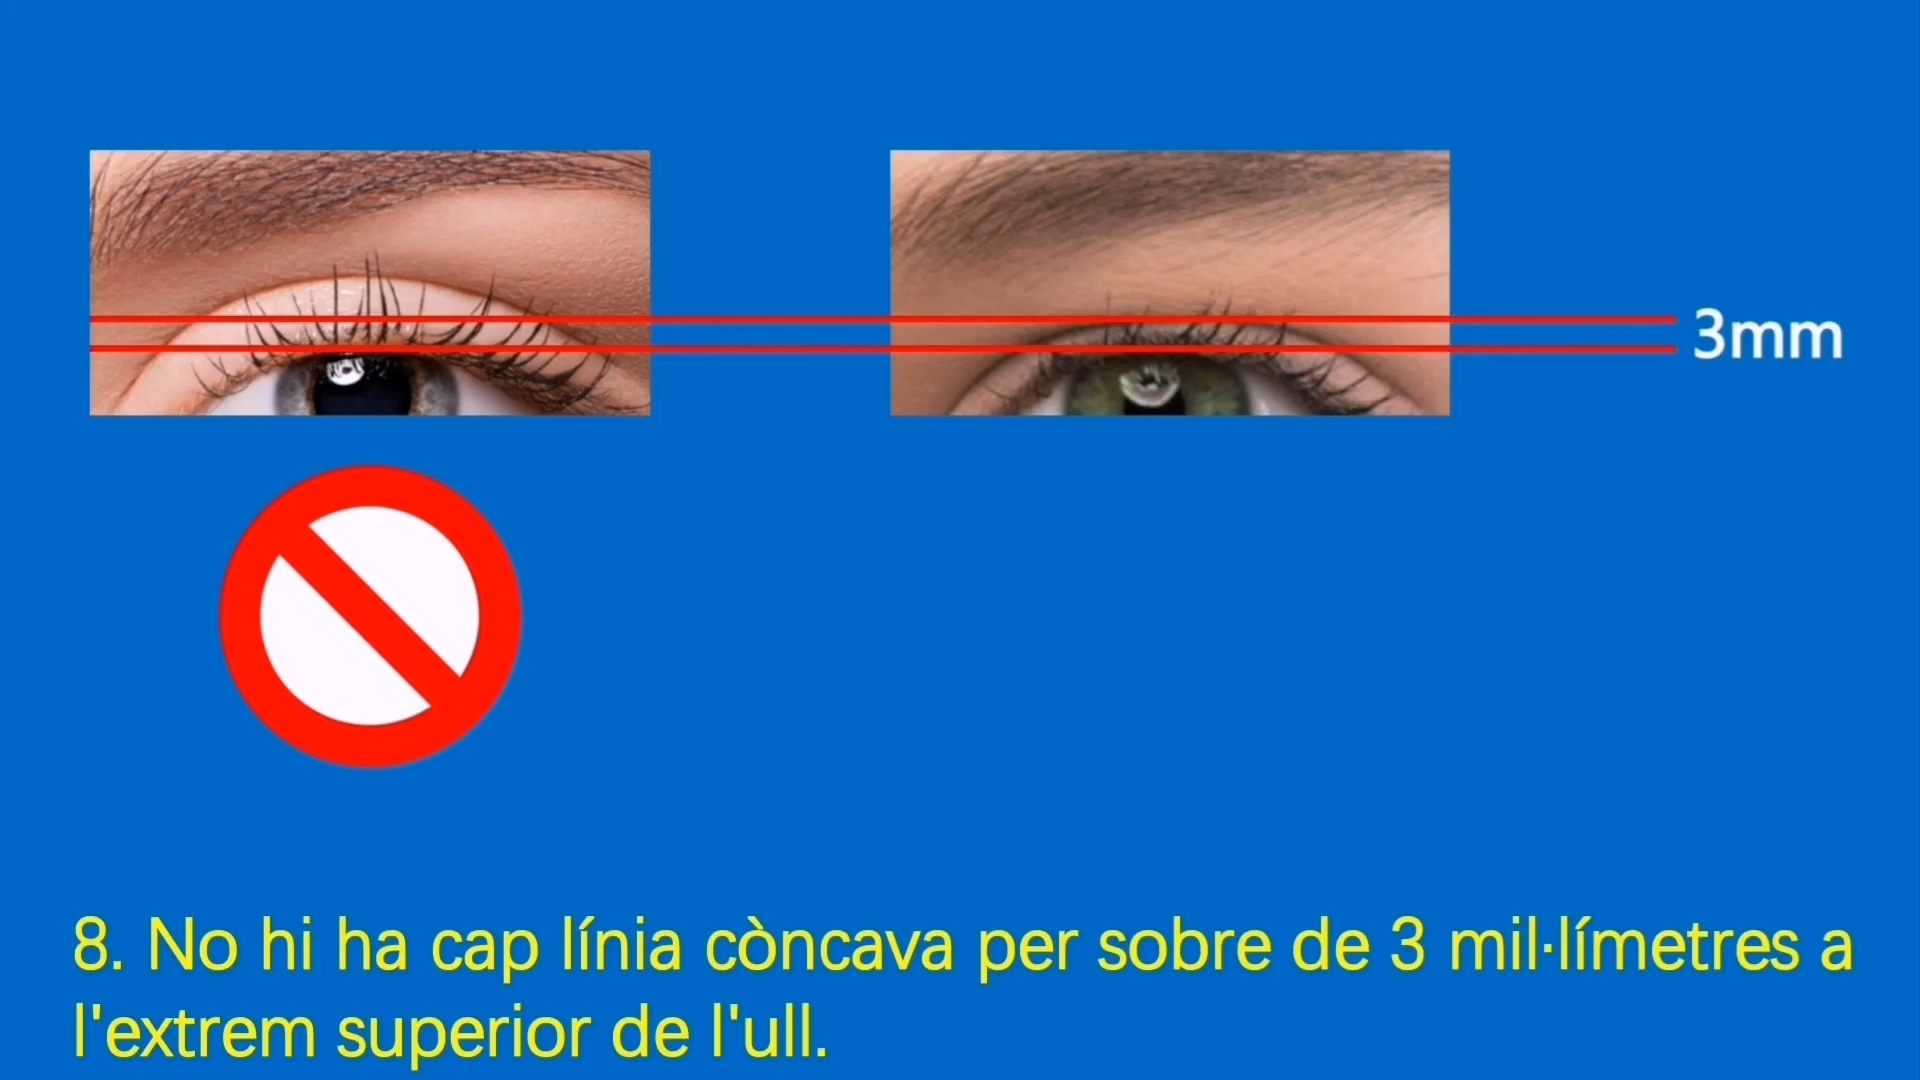 3mm
8. No hi ha cap línia còncava per sobre de 3 mil·límetres a
l'extrem superior de l'ull.